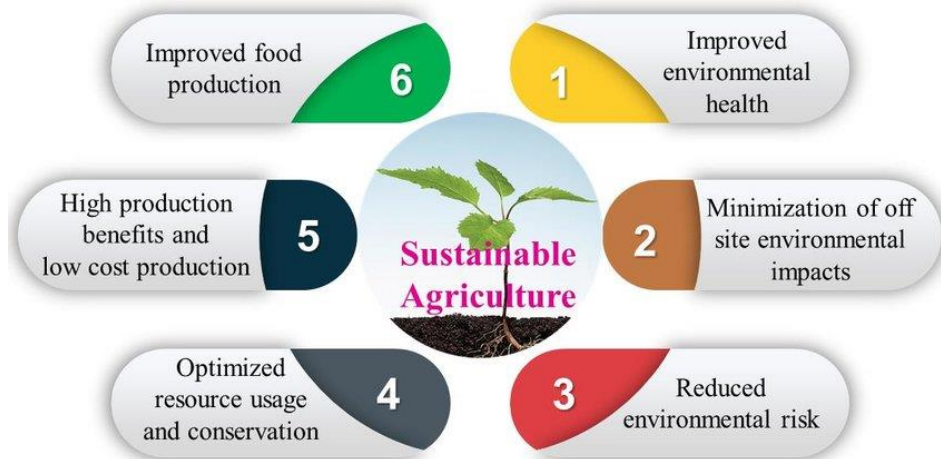 Improved food
production
6
1
Improved
environmental
health
High production
benefits and
low cost production
5
Sustainable
Agriculture
2
Minimization of off
site environmental
impacts
Optimized
resource usage
and conservation
4
3
Reduced
environmental risk